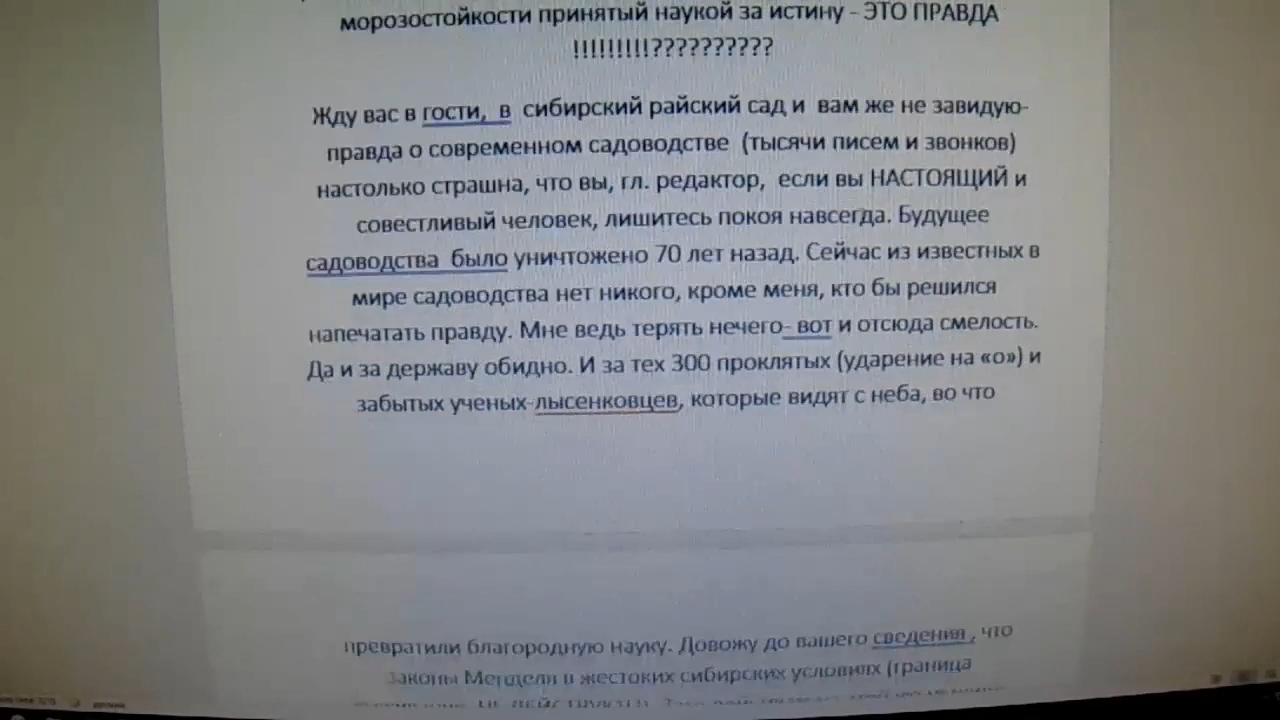 морозостойкости принятый наукой за истину - ЭТО ПРАВДА
!!!!!!!!!??????????
Жду вас в гости, в сибирский райский сад и вам же не завидую-
правда о современном садоводстве (тысячи писем и звонков)
настолько страшна, что вы, гл. редактор, если вы НАСТОЯЩИЙ и
совестливый человек, лишитесь покоя навсегда. Будущее
садоводства было уничтожено 70 лет назад. Сейчас из известных в
мире садоводства нет никого, кроме меня, кто бы решился
напечатать правду. Мне ведь терять нечего- вот и отсюда смелость.
Да и за державу обидно. И за тех 300 проклятых (ударение на «о») и
забытых ученых-лысенковцев, которые видят с неба, во что
превратили благородную науку. Довожу до вашего сведения , что
законы Менделя в жестоких сибирских условиях (граница